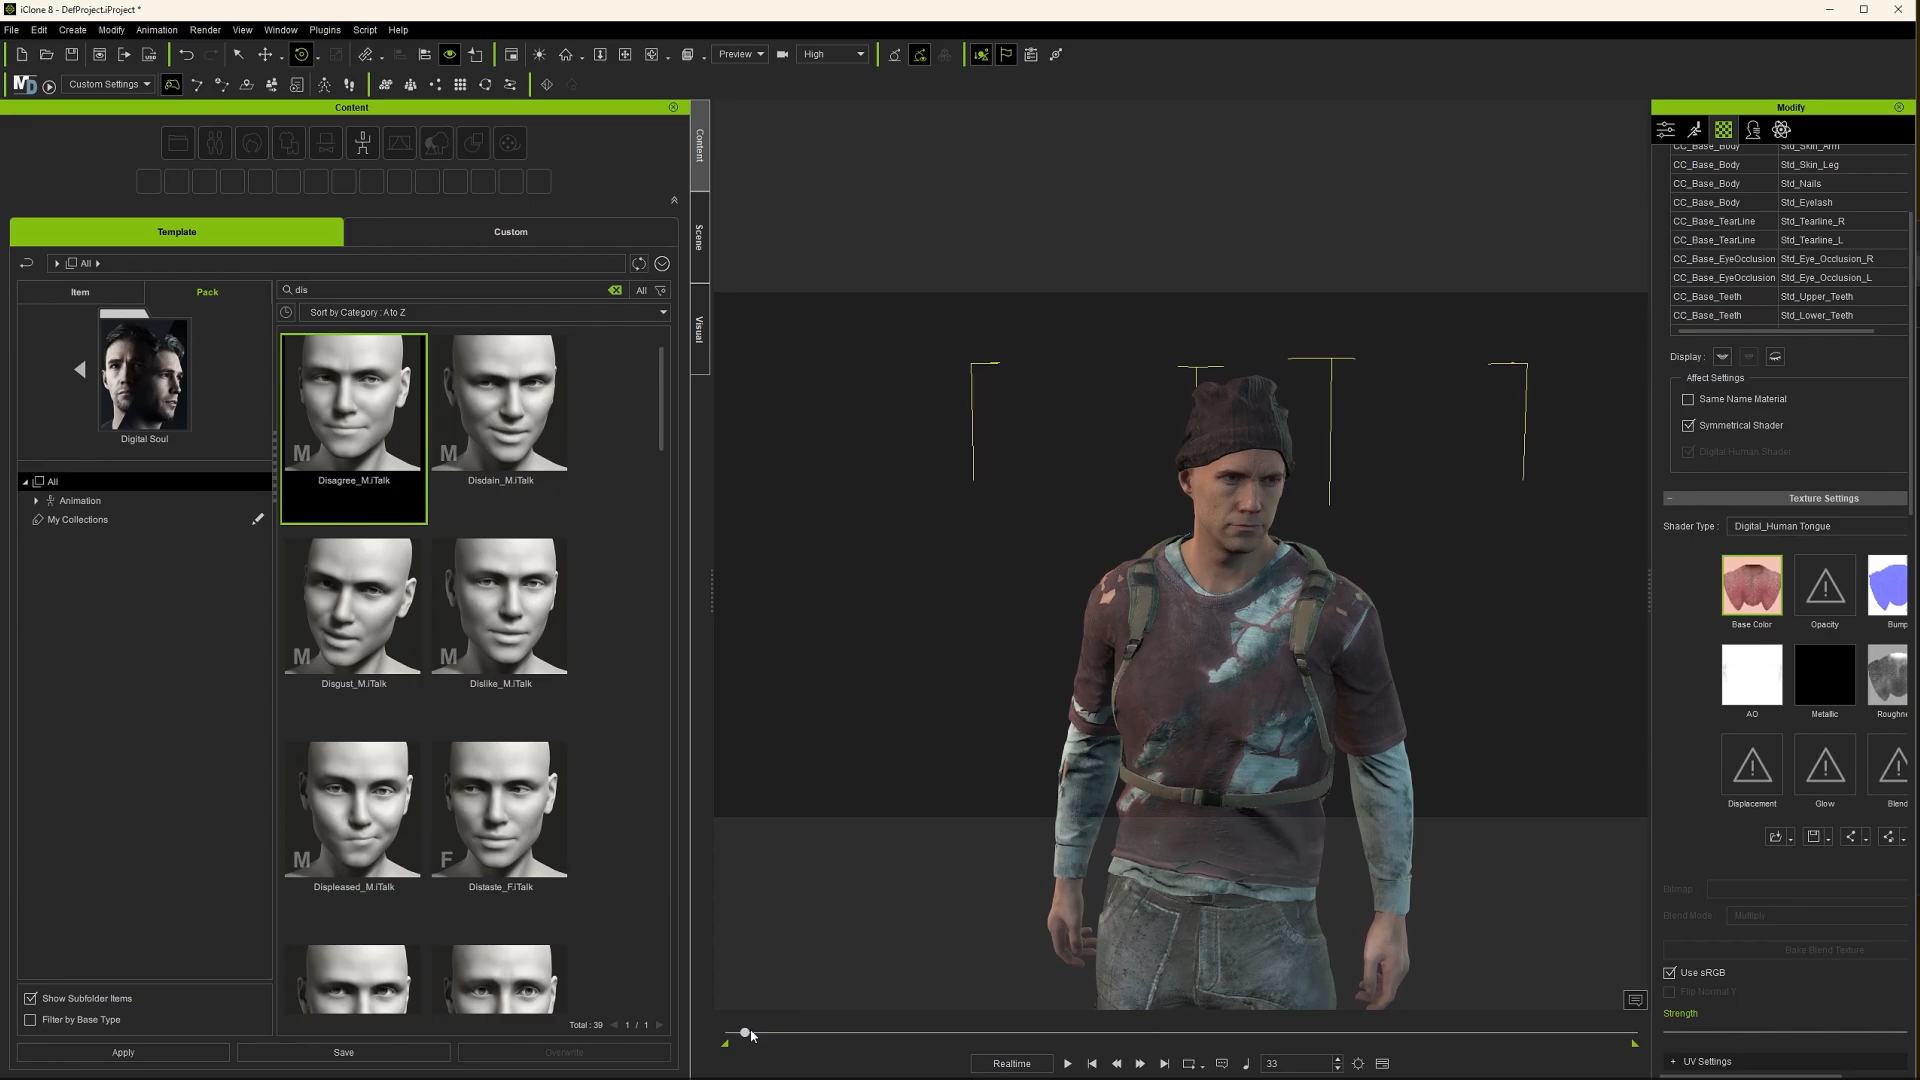 iClone 8 - DefProject.iProject *
File Edit Create Modify Animation Render View Window Plugins Script Help
Preview High
Custom Settings
Content
Content
Scene
Visual
Template Custom
All
Item Pack
dis
All
Sort by Category : A to Z
Digital Soul
All
Animation
My Collections
M
Disagree_M.iTalk
M
Disdain_M.iTalk
M
Disgust_M.iTalk
M
Dislike_M.iTalk
M
Displeased_M.iTalk
F
Distaste_F.iTalk
Show Subfolder Items
Filter by Base Type
Total : 39 1 / 1
Apply Save Overwrite
Realtime 33
Modify
CC_Base_Body Std_Skin_Arm
CC_Base_Body Std_Skin_Leg
CC_Base_Body Std_Nails
CC_Base_Body Std_Eyelash
CC_Base_TearLine Std_Tearline_R
CC_Base_TearLine Std_Tearline_L
CC_Base_EyeOcclusion Std_Eye_Occlusion_R
CC_Base_EyeOcclusion Std_Eye_Occlusion_L
CC_Base_Teeth Std_Upper_Teeth
CC_Base_Teeth Std_Lower_Teeth
Display :
Affect Settings
Same Name Material
Symmetrical Shader
Digital Human Shader
Texture Settings
Shader Type : Digital_Human Tongue
Base Color Opacity Bump
AO Metallic Roughne
Displacement Glow Blend
Bitmap
Blend Mode : Multiply
Bake Blend Texture
Use sRGB
Flip Normal Y
Strength
+ UV Settings